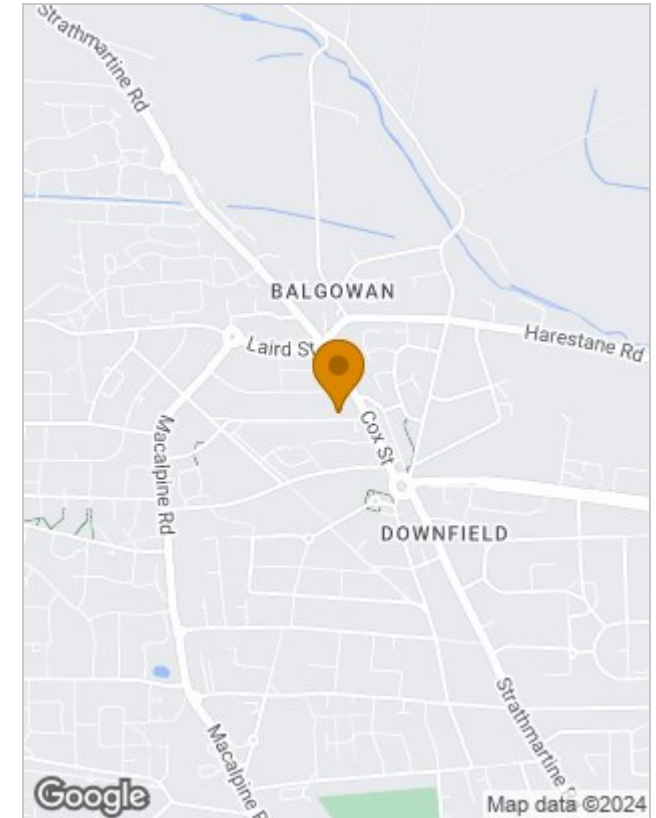 Strathmartine Rd
BALGOWAN
Laird St
Harestane Rd
Cox St
Macalpine Rd
DOWNFIELD
Strathmartine
Macalpine
Google
Map data ©2024